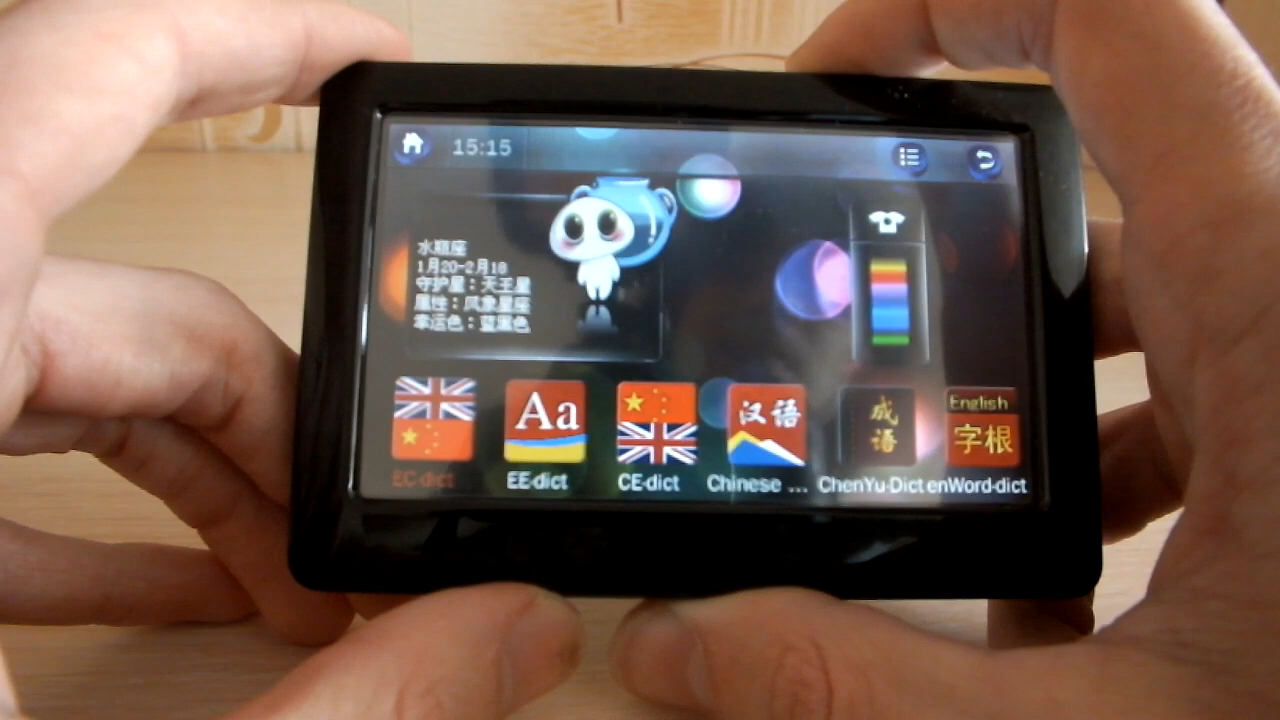 15:15
水瓶座
1月20-2月18
守护星：天王星
属性：风象星座
幸运色：蓝黑色
Aa
汉语
成语
English
字根
EC-dict
EE-dict
CE-dict
Chinese ...
ChenYu-Dict
enWord-dict